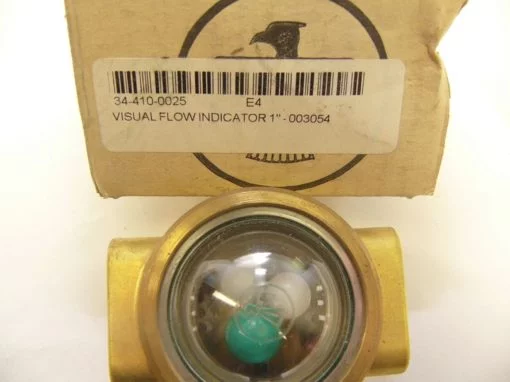 34-410-0025 E4
VISUAL FLOW INDICATOR 1" - 003054